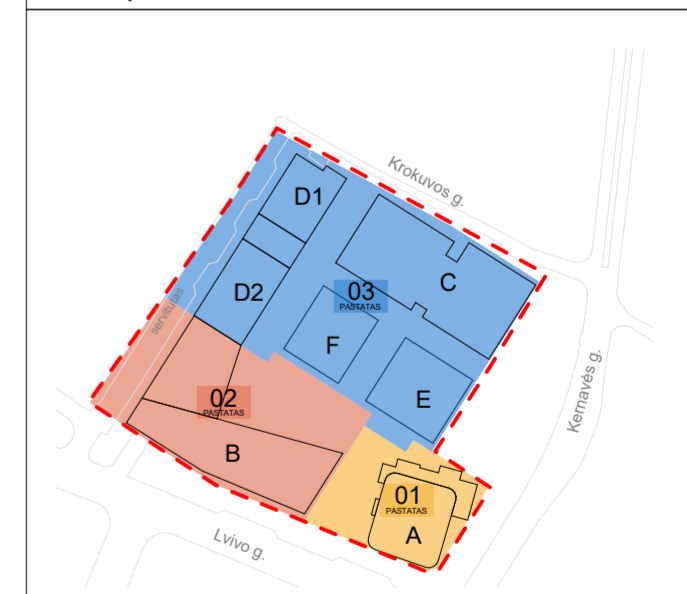 Krokuvos g.
D1
C
D2
03
PASTATAS
servitutas
F
Kernavės g.
E
02
PASTATAS
B
01
PASTATAS
A
Lvivo g.